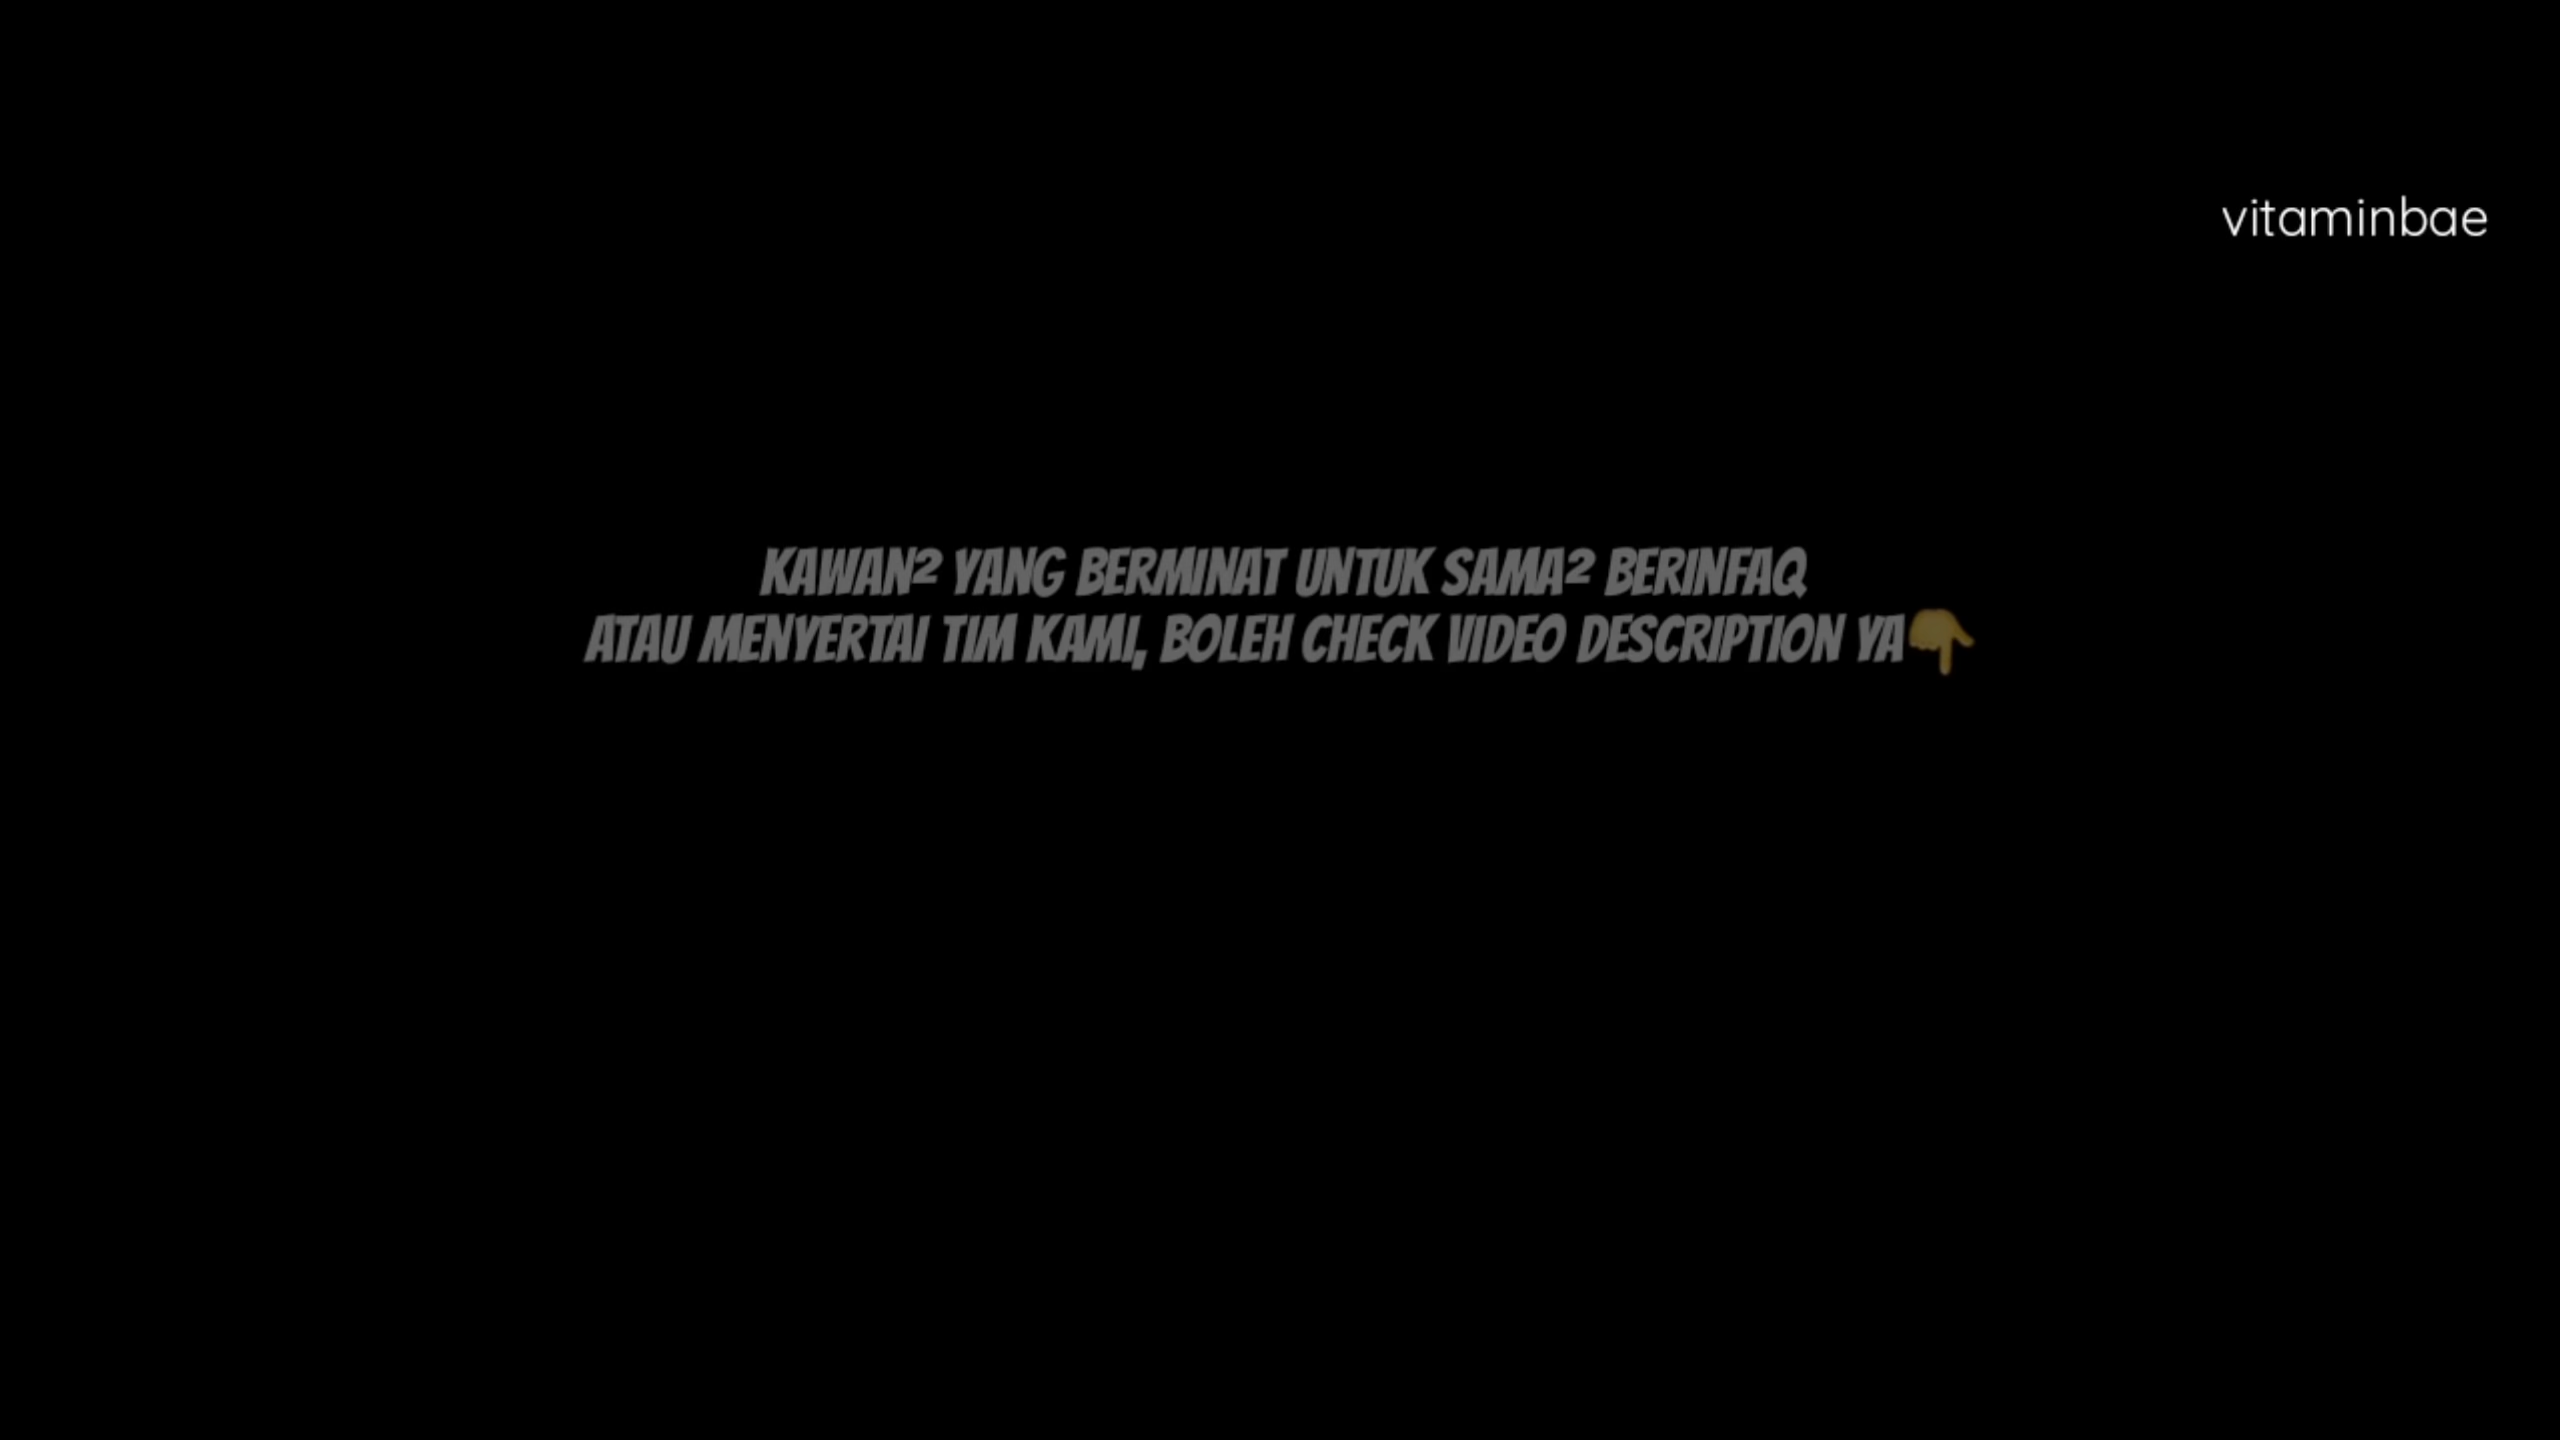 vitaminbae
KAWAN² YANG BERMINAT UNTUK SAMA² BERINFAQ
ATAU MENYERTAI TIM KAMI, BOLEH CHECK VIDEO DESCRIPTION YA👇